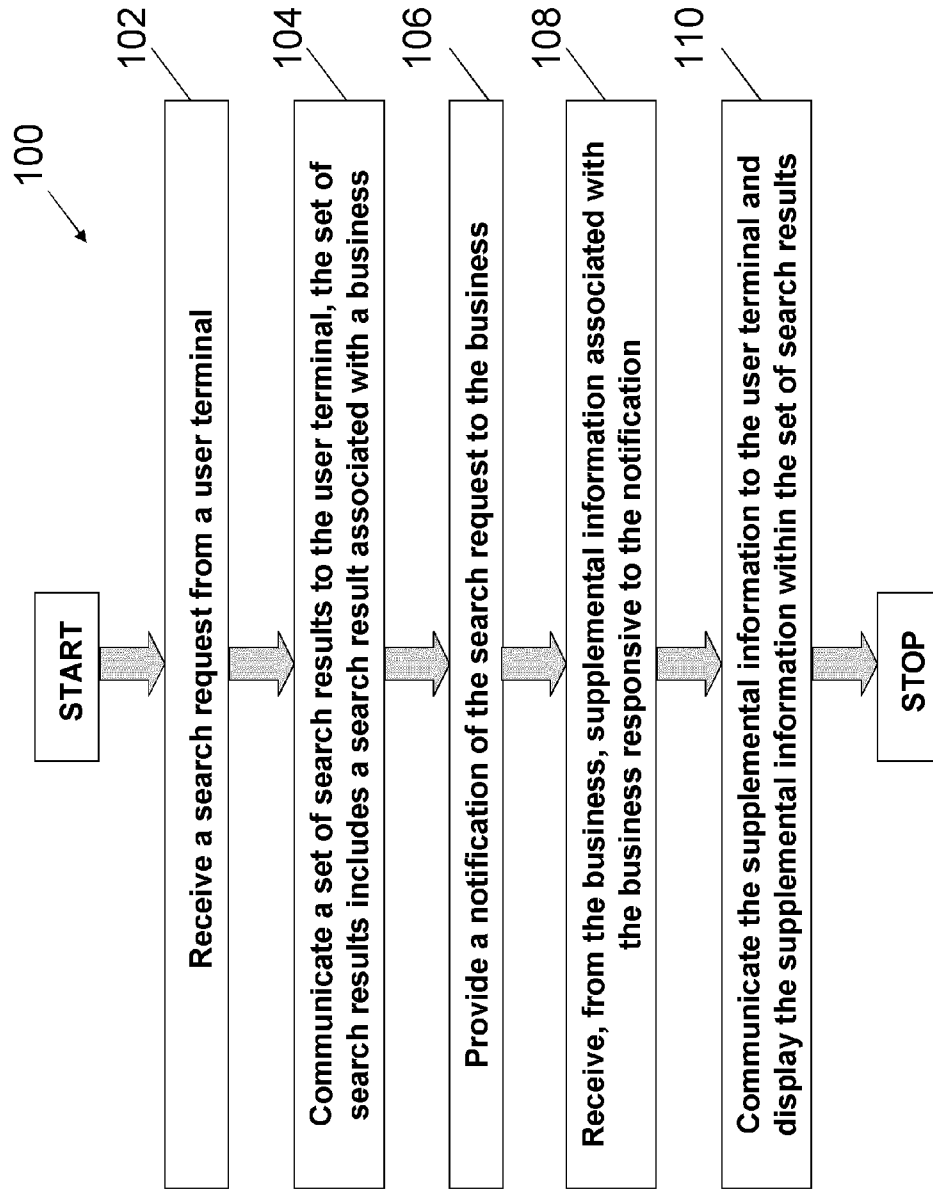 100
START
Receive a search request from a user terminal
102
Communicate a set of search results to the user terminal, the set of
search results includes a search result associated with a business
104
Provide a notification of the search request to the business
106
Receive, from the business, supplemental information associated with
the business responsive to the notification
108
Communicate the supplemental information to the user terminal and
display the supplemental information within the set of search results
110
STOP